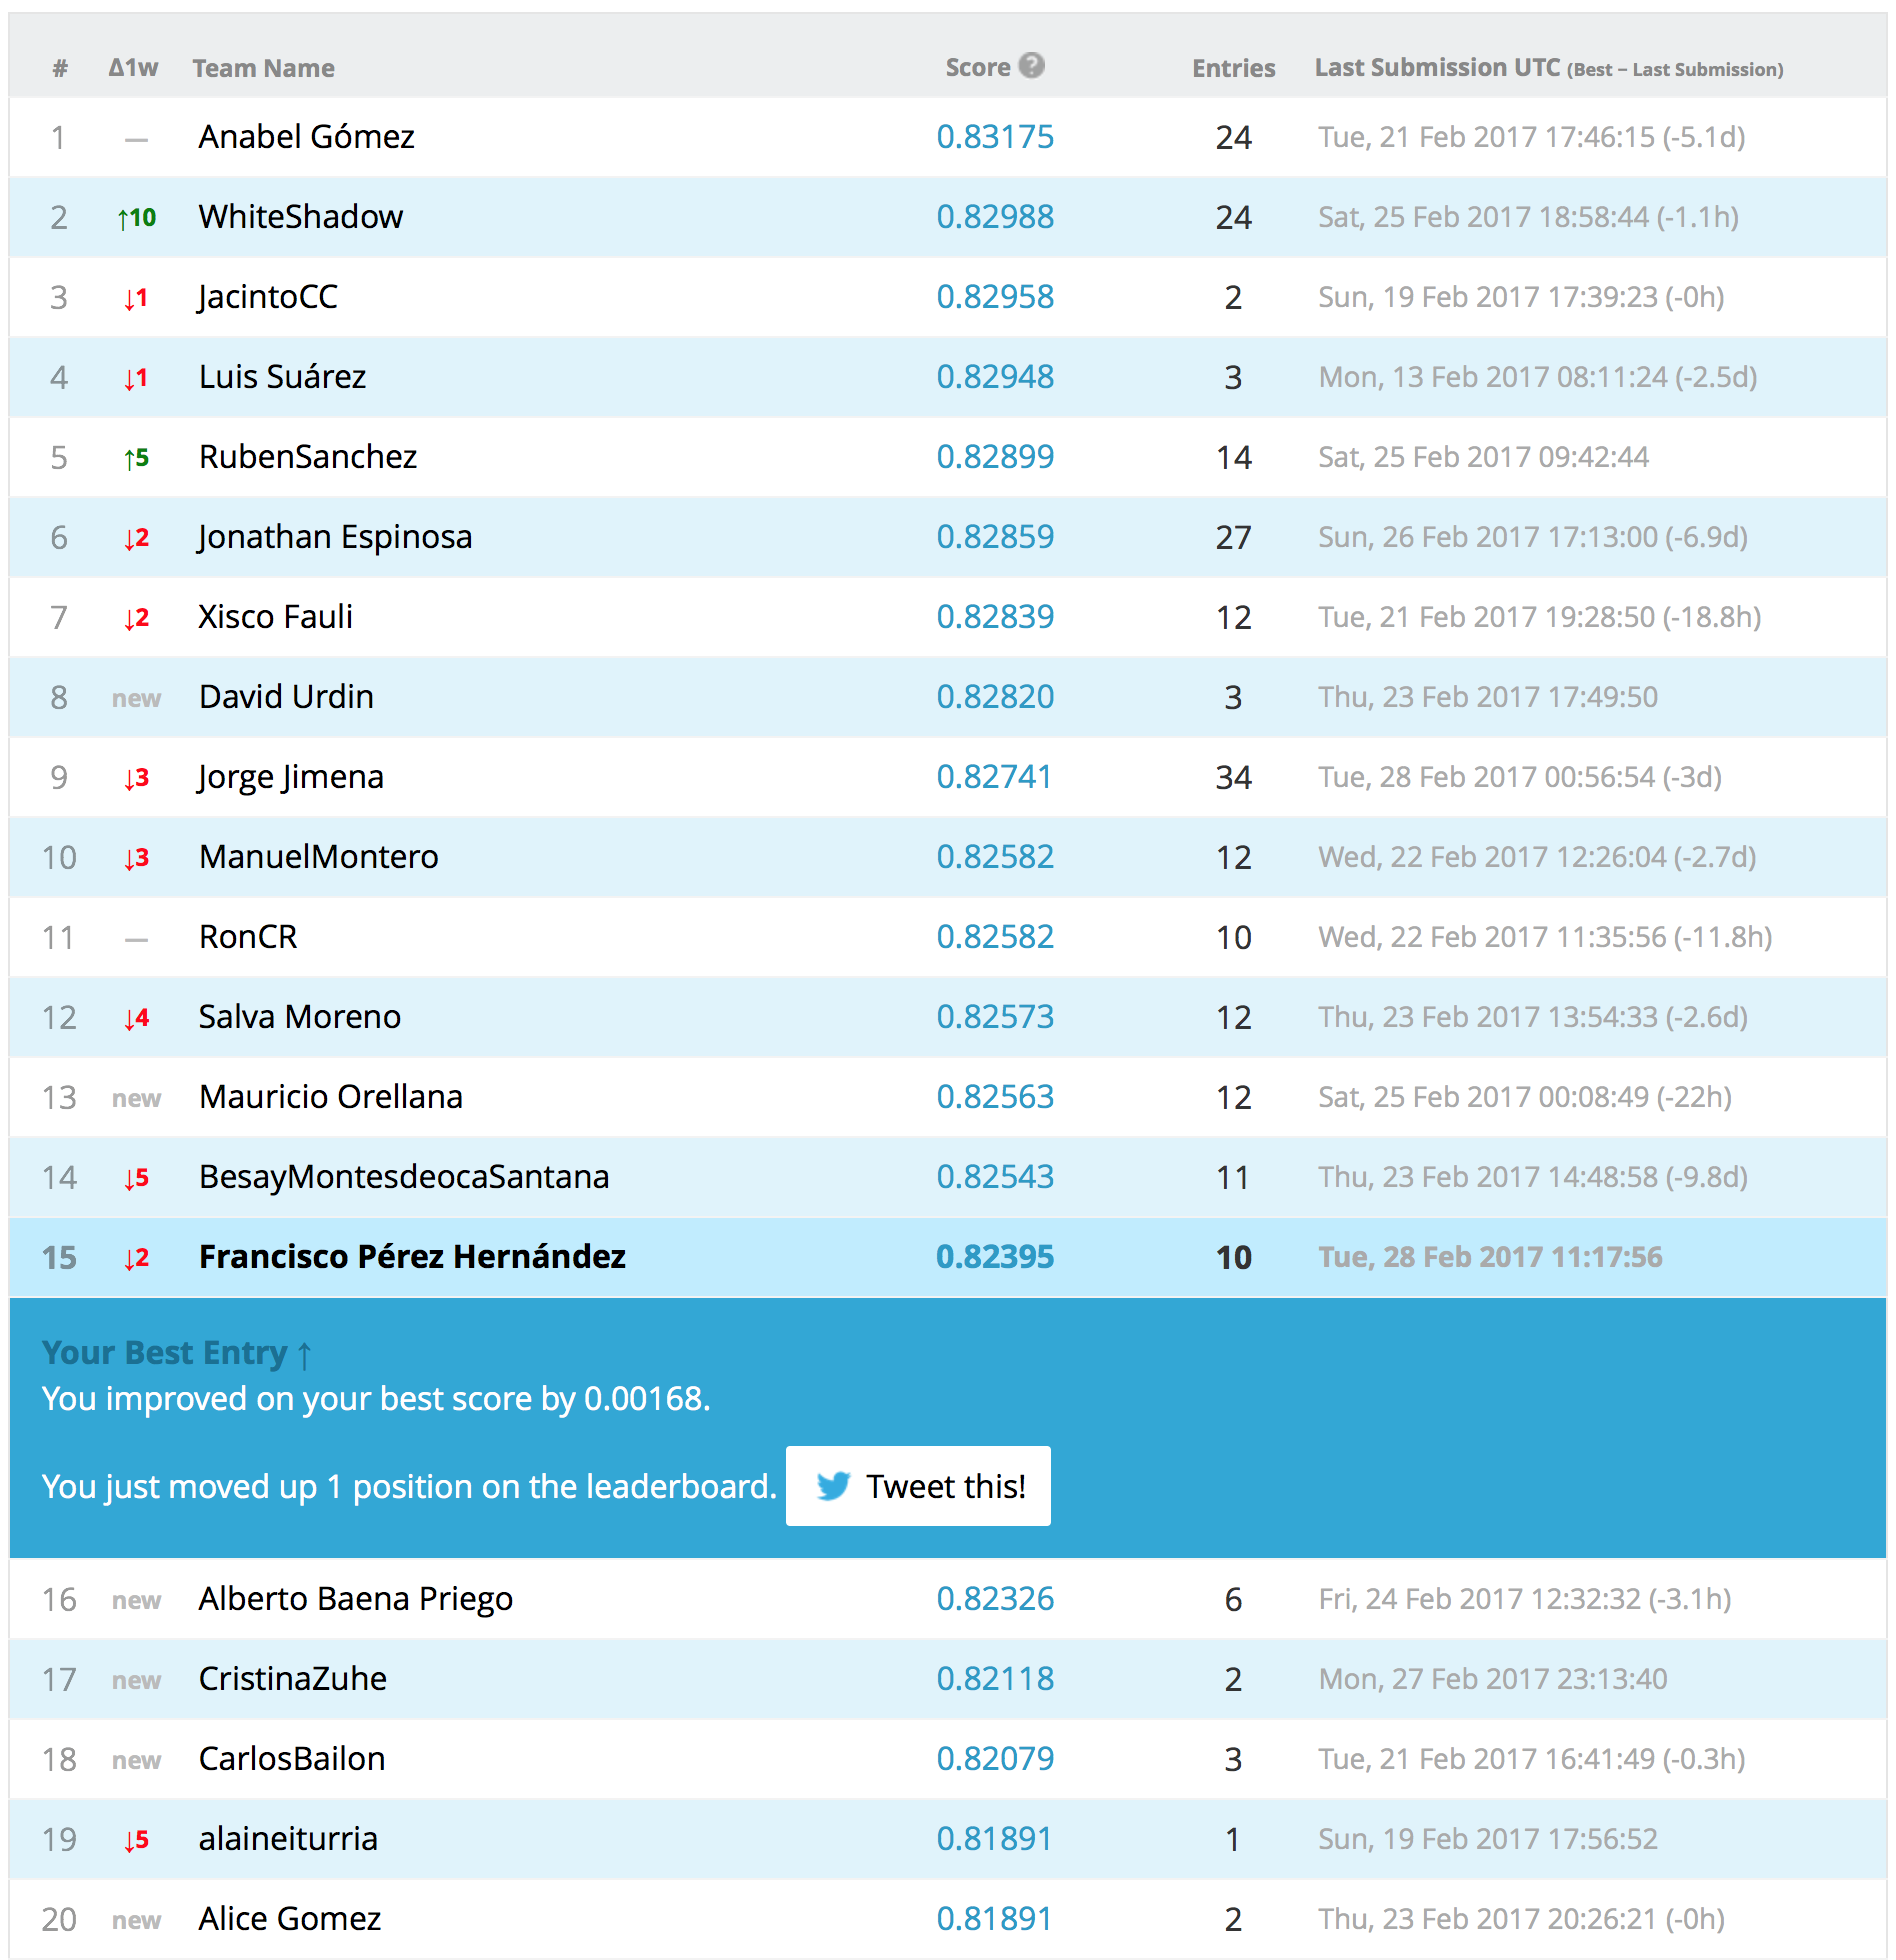 # Δ1w Team Name Score ? Entries Last Submission UTC (Best − Last Submission)
1 — Anabel Gómez 0.83175 24 Tue, 21 Feb 2017 17:46:15 (-5.1d)
2 ↑10 WhiteShadow 0.82988 24 Sat, 25 Feb 2017 18:58:44 (-1.1h)
3 ↓1 JacintoCC 0.82958 2 Sun, 19 Feb 2017 17:39:23 (-0h)
4 ↓1 Luis Suárez 0.82948 3 Mon, 13 Feb 2017 08:11:24 (-2.5d)
5 ↑5 RubenSanchez 0.82899 14 Sat, 25 Feb 2017 09:42:44
6 ↓2 Jonathan Espinosa 0.82859 27 Sun, 26 Feb 2017 17:13:00 (-6.9d)
7 ↓2 Xisco Fauli 0.82839 12 Tue, 21 Feb 2017 19:28:50 (-18.8h)
8 new David Urdin 0.82820 3 Thu, 23 Feb 2017 17:49:50
9 ↓3 Jorge Jimena 0.82741 34 Tue, 28 Feb 2017 00:56:54 (-3d)
10 ↓3 ManuelMontero 0.82582 12 Wed, 22 Feb 2017 12:26:04 (-2.7d)
11 — RonCR 0.82582 10 Wed, 22 Feb 2017 11:35:56 (-11.8h)
12 ↓4 Salva Moreno 0.82573 12 Thu, 23 Feb 2017 13:54:33 (-2.6d)
13 new Mauricio Orellana 0.82563 12 Sat, 25 Feb 2017 00:08:49 (-22h)
14 ↓5 BesayMontesdeocaSantana 0.82543 11 Thu, 23 Feb 2017 14:48:58 (-9.8d)
15 ↓2 Francisco Pérez Hernández 0.82395 10 Tue, 28 Feb 2017 11:17:56
Your Best Entry ↑
You improved on your best score by 0.00168.
You just moved up 1 position on the leaderboard. Tweet this!
16 new Alberto Baena Priego 0.82326 6 Fri, 24 Feb 2017 12:32:32 (-3.1h)
17 new CristinaZuhe 0.82118 2 Mon, 27 Feb 2017 23:13:40
18 new CarlosBailon 0.82079 3 Tue, 21 Feb 2017 16:41:49 (-0.3h)
19 ↓5 alaineiturria 0.81891 1 Sun, 19 Feb 2017 17:56:52
20 new Alice Gomez 0.81891 2 Thu, 23 Feb 2017 20:26:21 (-0h)